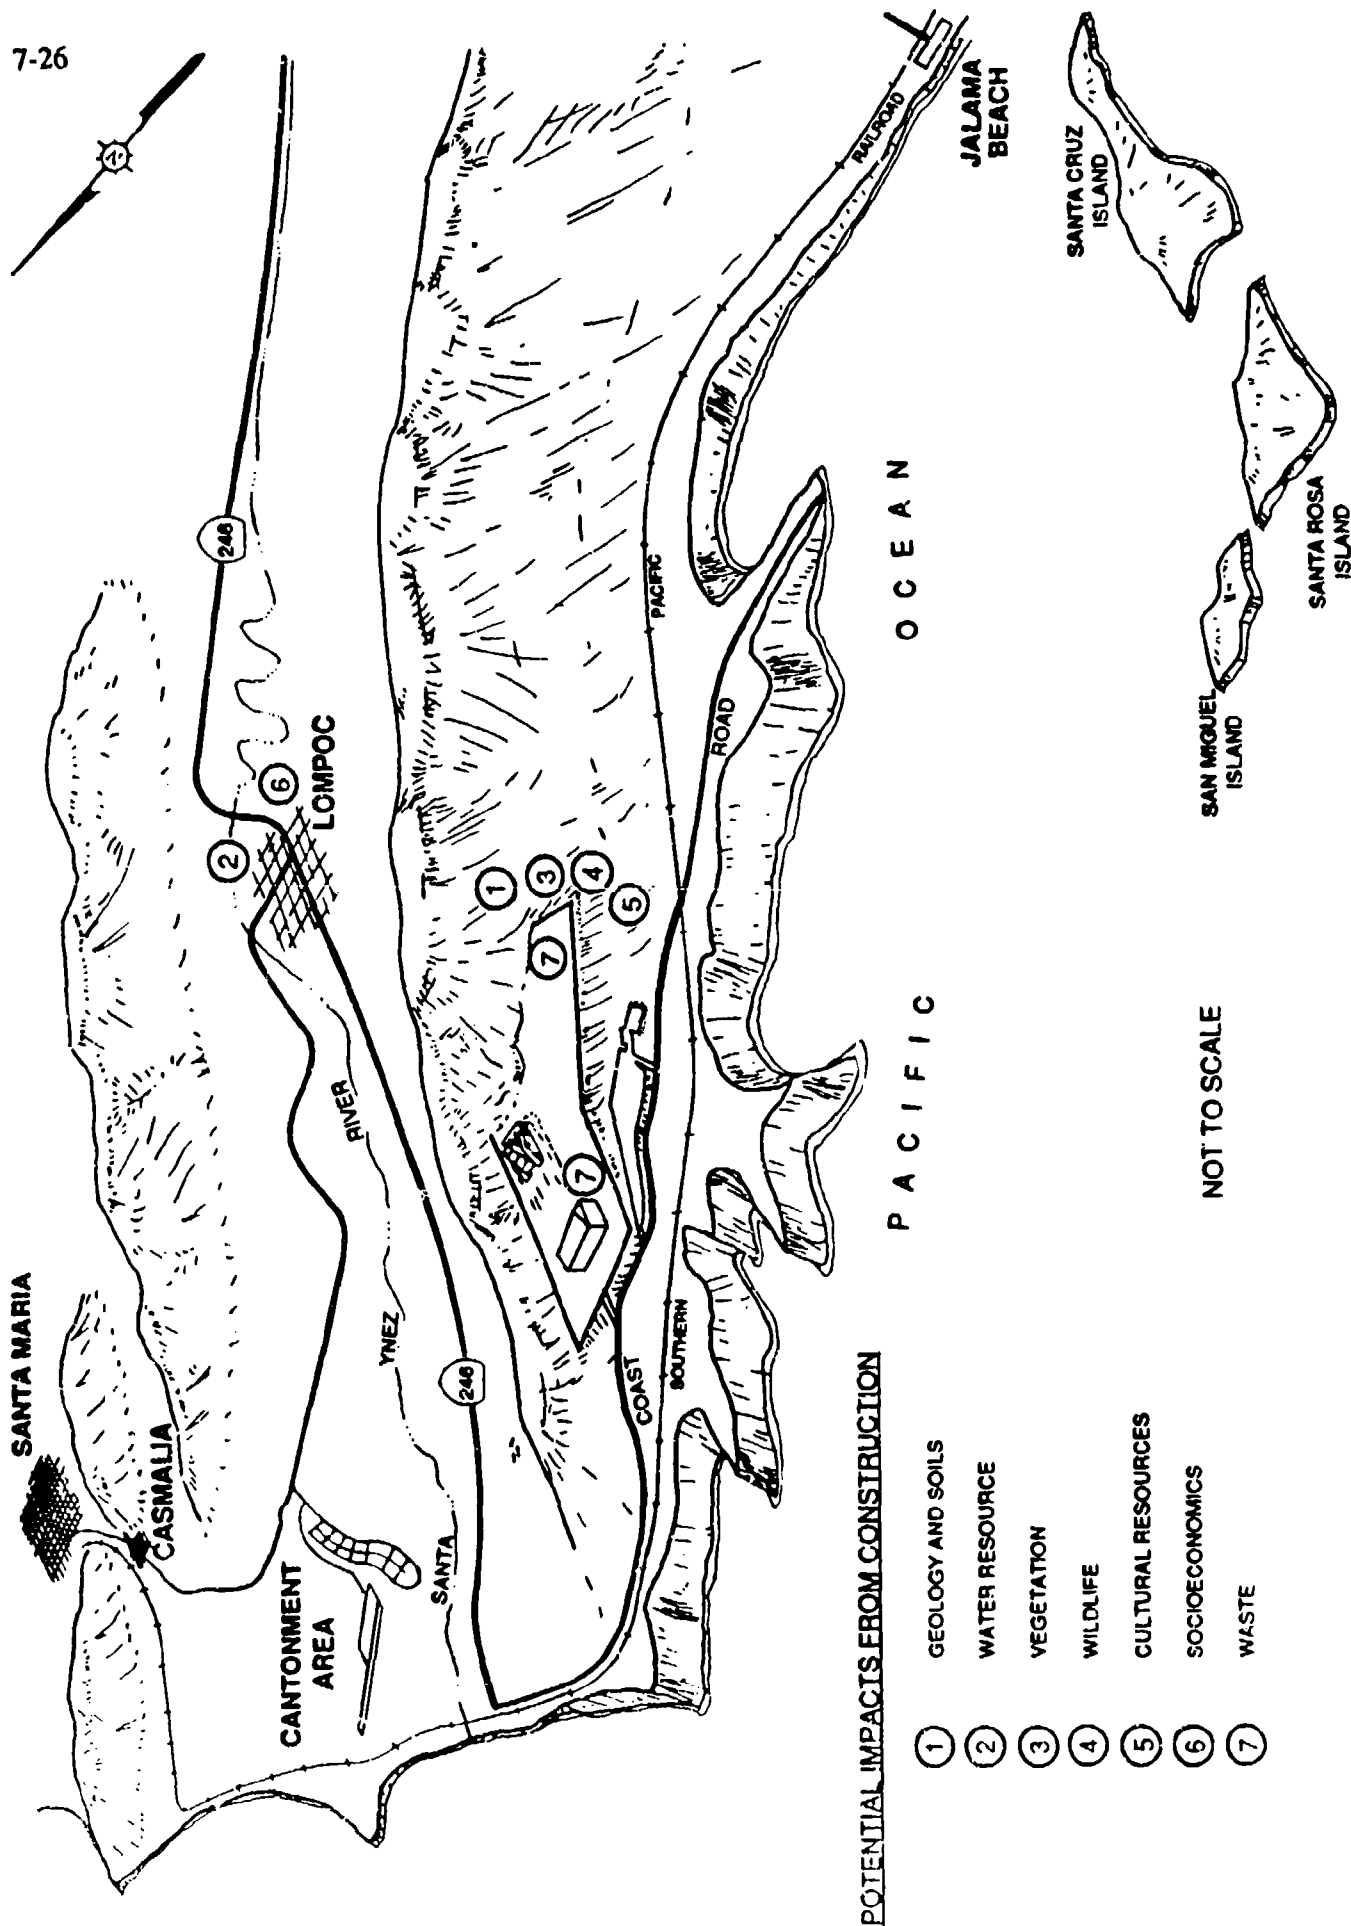 7-26
SANTA MARIA
CASMALIA
CANTONMENT
AREA
SANTA
YNEZ
RIVER
246
246
2
6
LOMPOC
1
3
4
5
7
7
COAST
ROAD
SOUTHERN
PACIFIC
RAILROAD
JALAMA
BEACH
PACIFIC
OCEAN
SAN MIGUEL
ISLAND
SANTA ROSA
ISLAND
SANTA CRUZ
ISLAND
NOT TO SCALE
POTENTIAL IMPACTS FROM CONSTRUCTION
1 GEOLOGY AND SOILS
2 WATER RESOURCE
3 VEGETATION
4 WILDLIFE
5 CULTURAL RESOURCES
6 SOCIOECONOMICS
7 WASTE